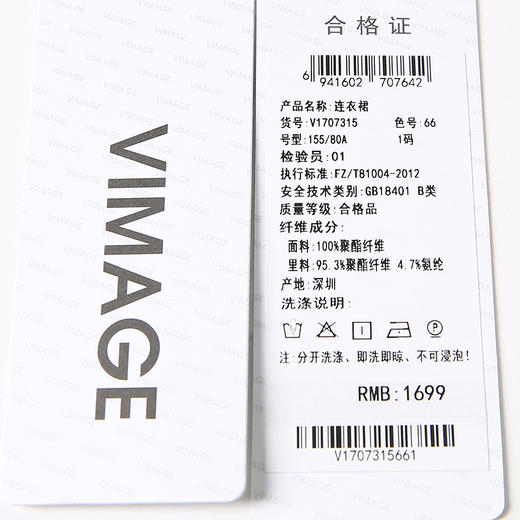 VIMAGE
合格证
6 941602 707642
产品名称:连衣裙
货号:V1707315 色号:66
号型:155/80A 1码
检验员:01
执行标准:FZ/T81004-2012
安全技术类别:GB18401 B类
质量等级:合格品
纤维成分:
面料:100%聚酯纤维
里料:95.3%聚酯纤维 4.7%氨纶
产地:深圳
洗涤说明:
注:分开洗涤、即洗即晾、不可浸泡!
RMB:1699
V1707315661